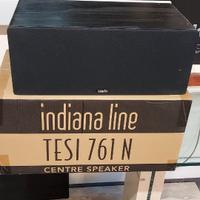 indiana line
TESI 761 N
CENTRE SPEAKER